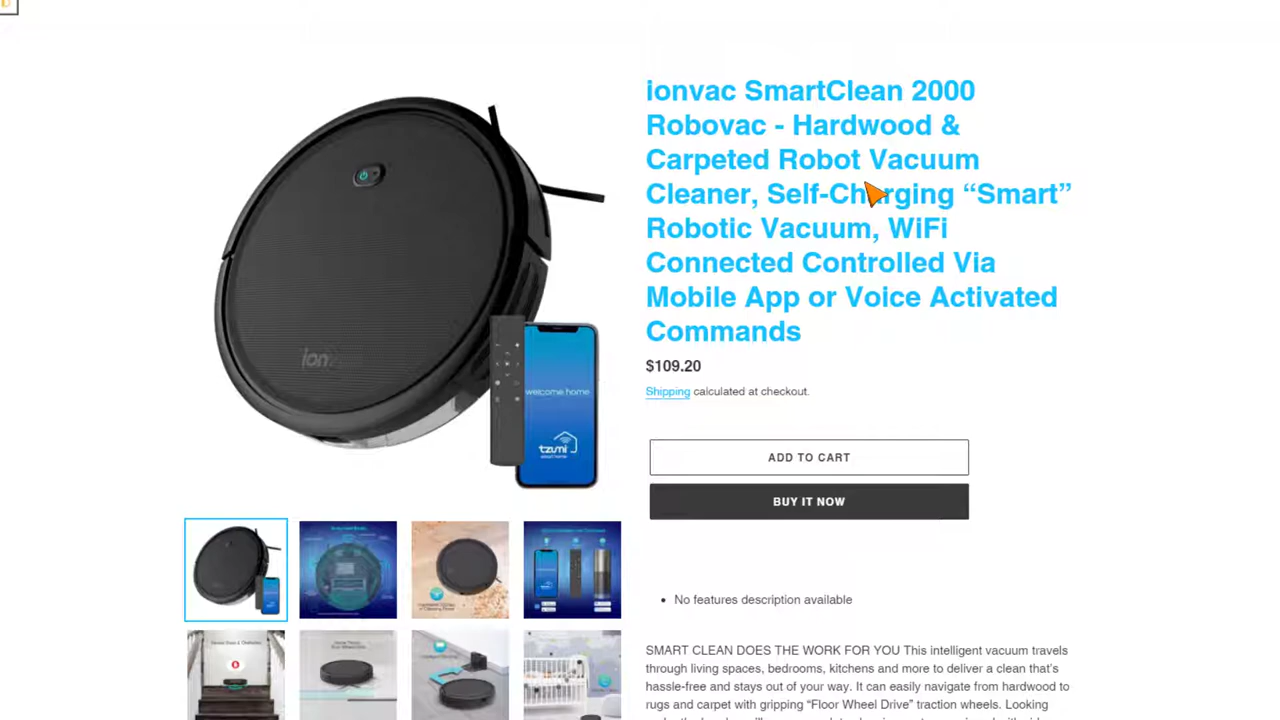 ionvac SmartClean 2000
Robovac - Hardwood &
Carpeted Robot Vacuum
Cleaner, Self-Charging “Smart”
Robotic Vacuum, WiFi
Connected Controlled Via
Mobile App or Voice Activated
Commands
$109.20
Shipping calculated at checkout.
ADD TO CART
BUY IT NOW
welcome home
tzumi
No features description available
SMART CLEAN DOES THE WORK FOR YOU This intelligent vacuum travels
through living spaces, bedrooms, kitchens and more to deliver a clean that’s
hassle-free and stays out of your way. It can easily navigate from hardwood to
rugs and carpet with gripping “Floor Wheel Drive” traction wheels. Looking